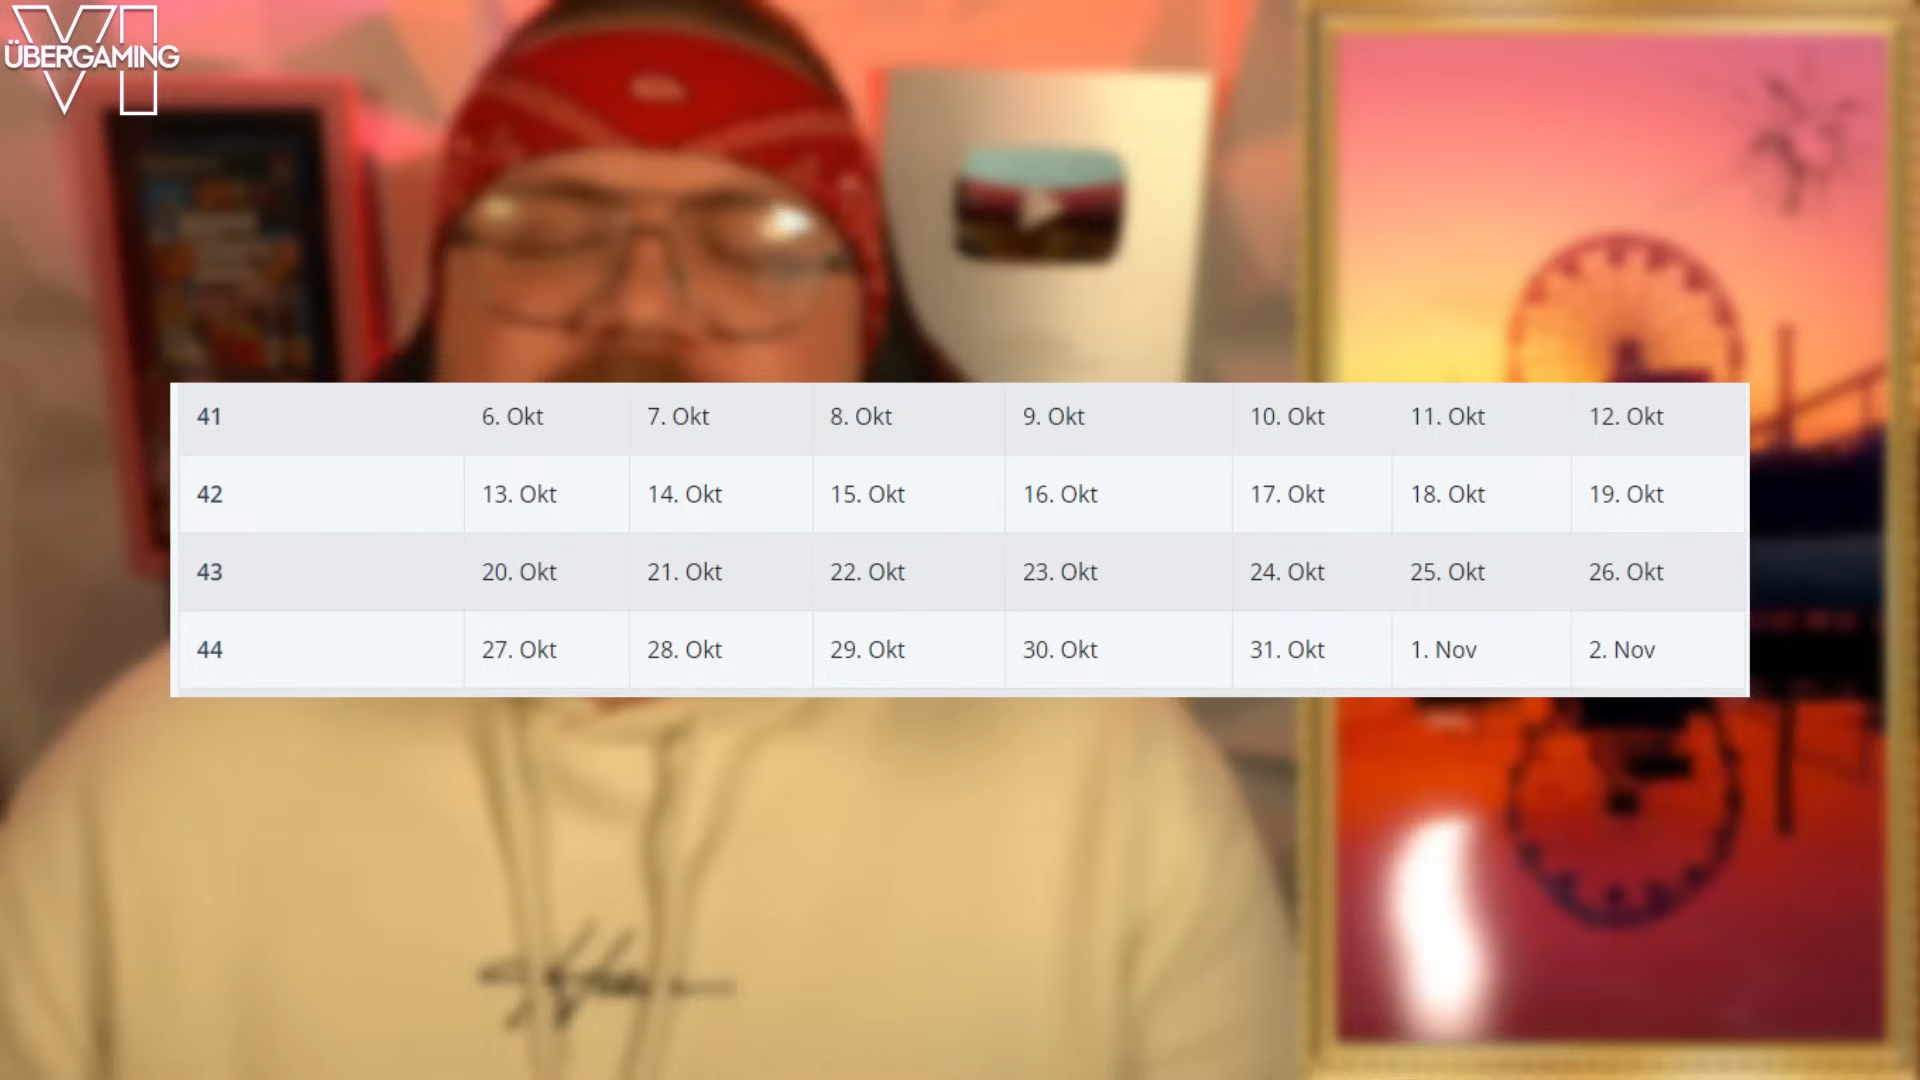 VI
ÜBERGAMING
41 6. Okt 7. Okt 8. Okt 9. Okt 10. Okt 11. Okt 12. Okt
42 13. Okt 14. Okt 15. Okt 16. Okt 17. Okt 18. Okt 19. Okt
43 20. Okt 21. Okt 22. Okt 23. Okt 24. Okt 25. Okt 26. Okt
44 27. Okt 28. Okt 29. Okt 30. Okt 31. Okt 1. Nov 2. Nov